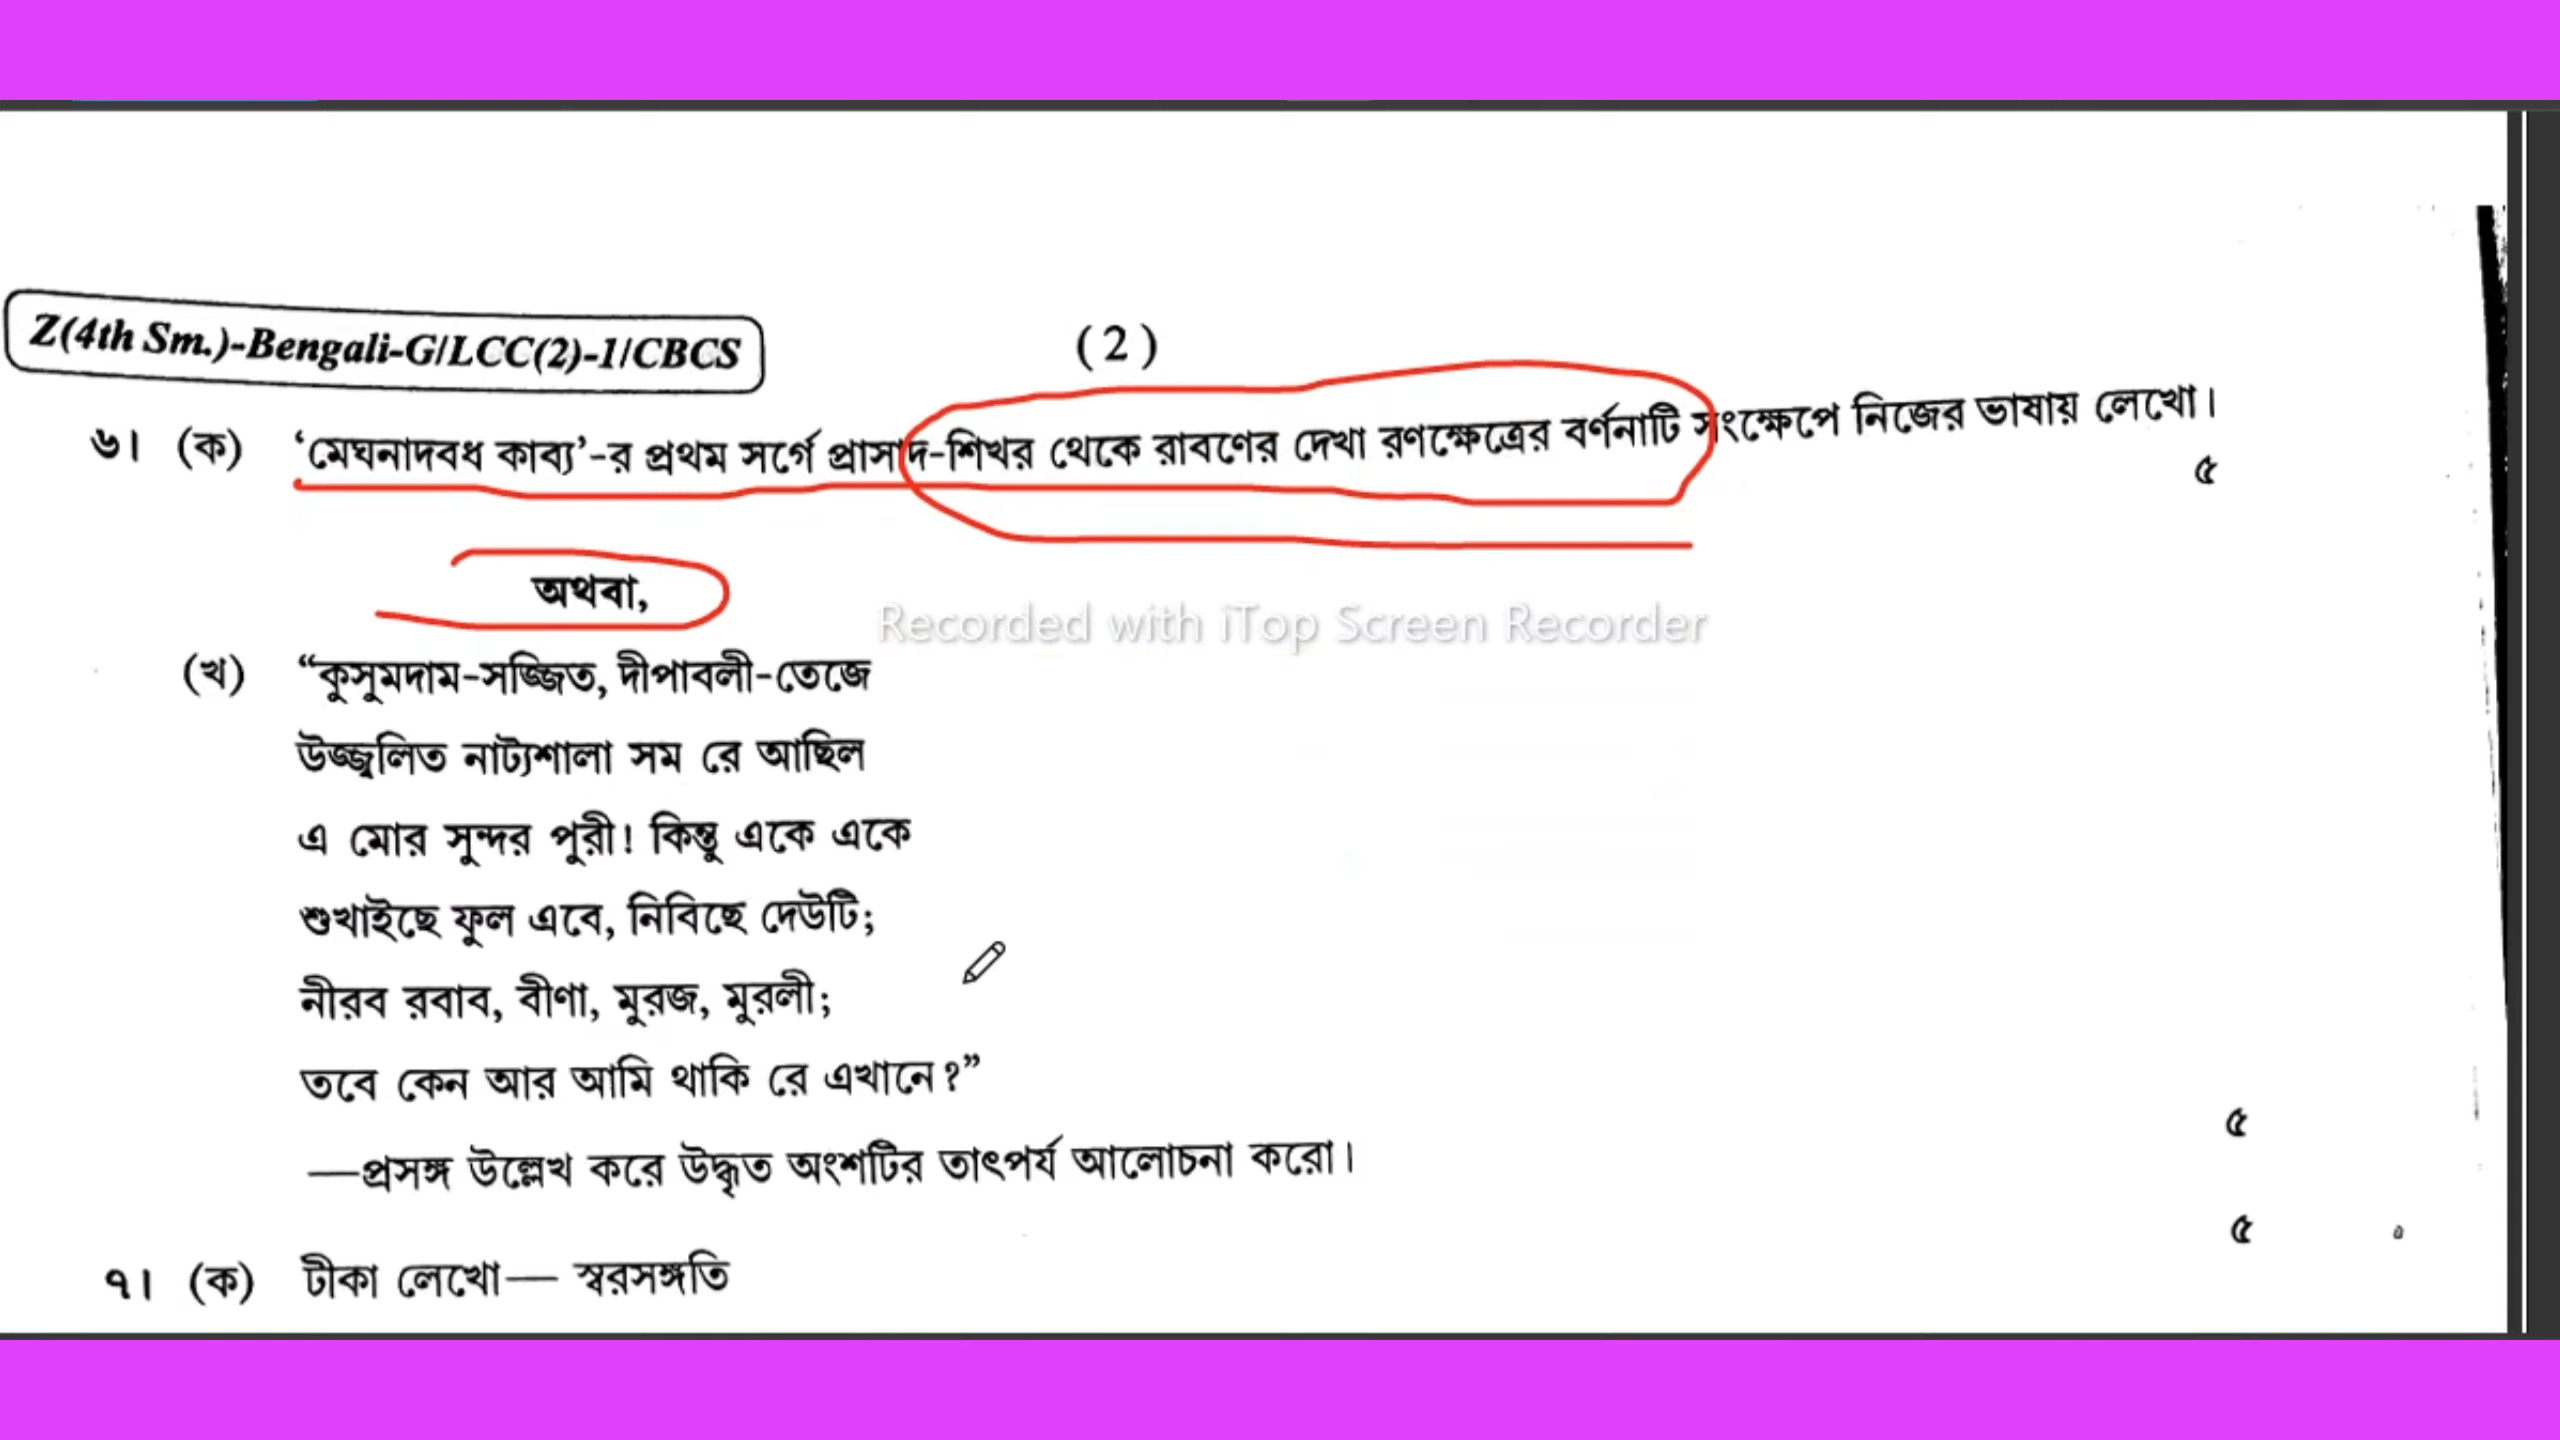 Z(4th Sm.)-Bengali-G/LCC(2)-1/CBCS
(2)
৬। (ক) ‘মেঘনাদবধ কাব্য’-র প্রথম সর্গে প্রাসাদ-শিখর থেকে রাবণের দেখা রণক্ষেত্রের বর্ণনাটি সংক্ষেপে নিজের ভাষায় লেখো।
৫
অথবা,
Recorded with iTop Screen Recorder
(খ) “কুসুমদাম-সজ্জিত, দীপাবলী-তেজে
উজ্জ্বলিত নাট্যশালা সম রে আছিল
এ মোর সুন্দর পুরী! কিন্তু একে একে
শুখাইছে ফুল এবে, নিবিছে দেউটি;
নীরব রবাব, বীণা, মুরজ, মুরলী;
তবে কেন আর আমি থাকি রে এখানে?”
৫
—প্রসঙ্গ উল্লেখ করে উদ্ধৃত অংশটির তাৎপর্য আলোচনা করো।
৫
৭। (ক) টীকা লেখো— স্বরসঙ্গতি